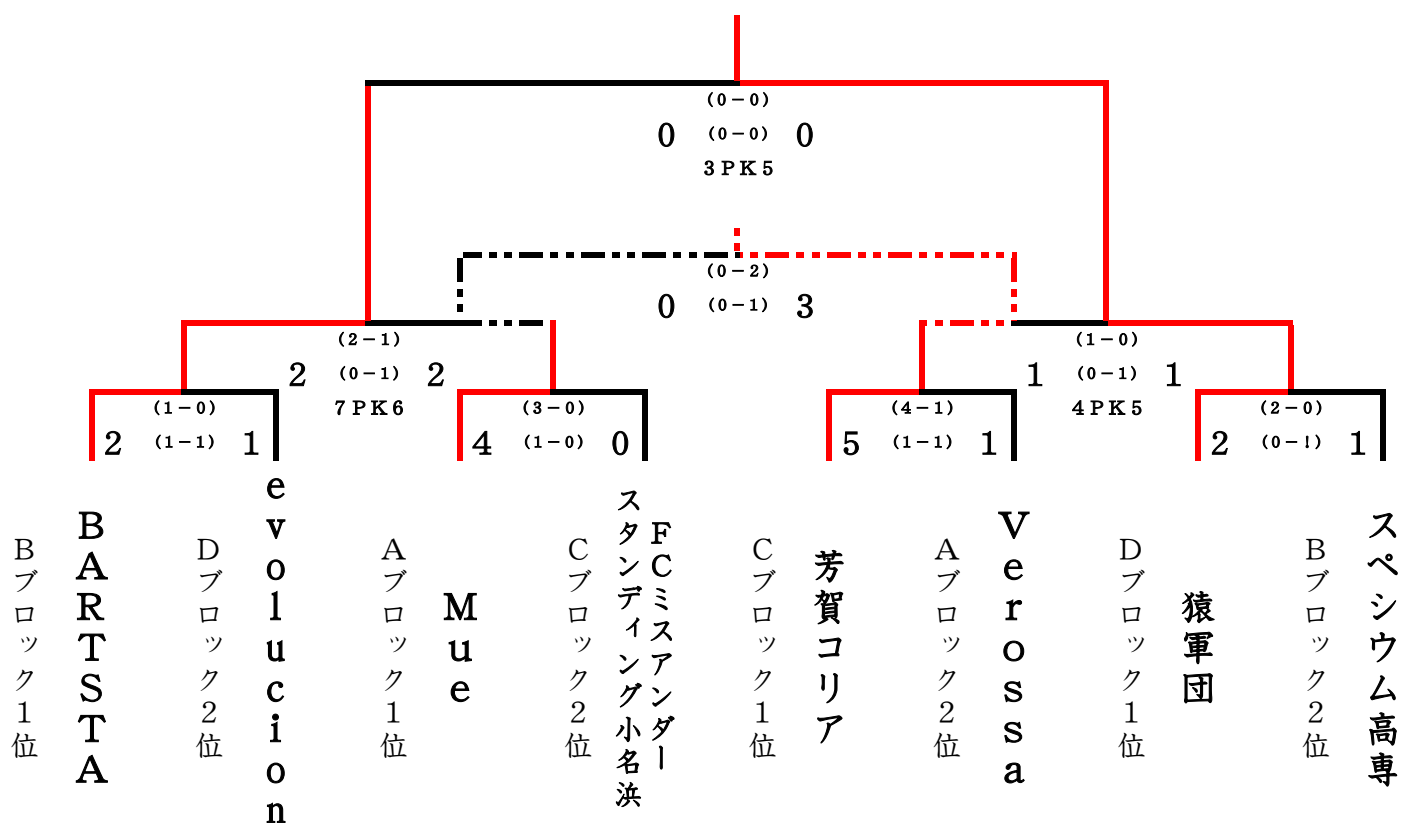 (0-0)
0 (0-0) 0
3PK5
(0-2)
0 (0-1) 3
(2-1)
2 (0-1) 2
7PK6
(1-0)
1 (0-1) 1
4PK5
(1-0)
2 (1-1) 1
(3-0)
4 (1-0) 0
(4-1)
5 (1-1) 1
(2-0)
2 (0-!) 1
Bブロック1位
BARTSTA
Dブロック2位
evolucion
Aブロック1位
Mue
Cブロック2位
FCミスアンダー
スタンディング小名浜
Cブロック1位
芳賀コリア
Aブロック2位
Verossa
Dブロック1位
猿軍団
Bブロック2位
スペシウム高専